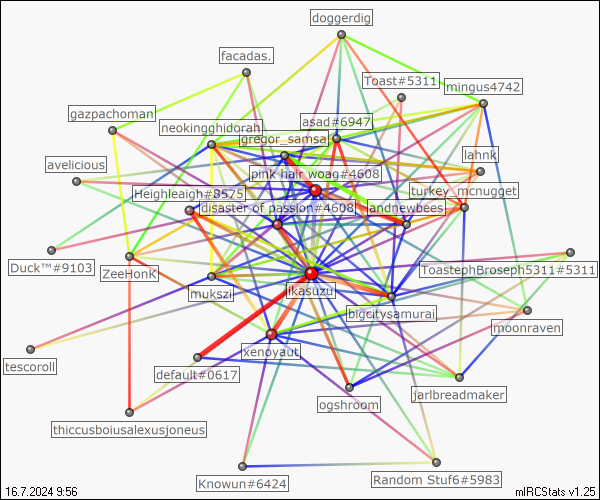 doggerdig
facadas.
Toast#5311
mingus4742
gazpachoman
asad#6947
neokingghidorah
gregor_samsa
lahnk
avelicious
pink hair woag#4608
turkey_mcnugget
Heighleigh#8575
disaster of passion#4608
landnewbees
Duck™#9103
ZeeHonk
ToastephBroseph5311#5311
mukszi
ikasuzu
bigcitysamurai
moonraven
xenoyaut
tescoroll
default#0617
jarlbreadmaker
ogshroom
thiccusboiusalexusjoneus
Knowun#6424
Random Stuf6#5983
16.7.2024 9:56
mIRCStats v1.25